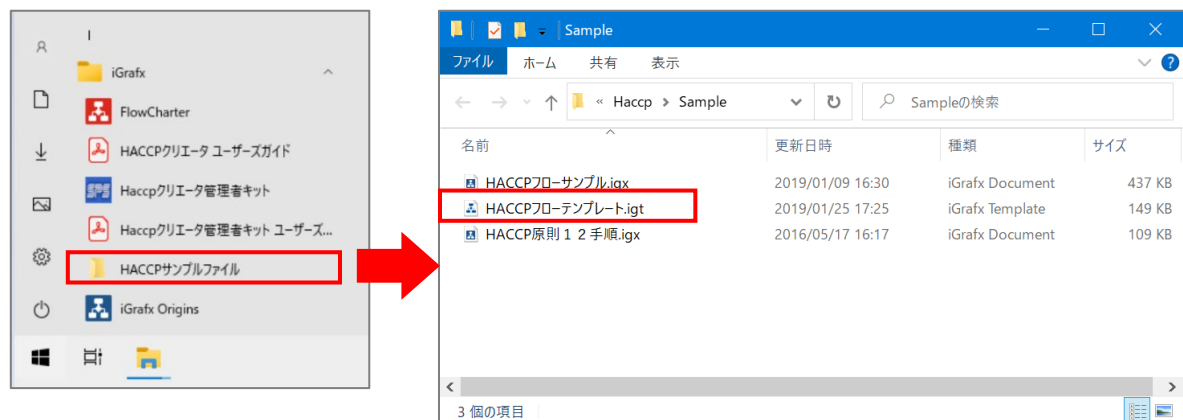 I
iGrafx
FlowCharter
HACCPクリエータ ユーザーズガイド
SPS
Haccpクリエータ管理者キット
Haccpクリエータ管理者キット ユーザーズ...
HACCPサンプルファイル
iGrafx Origins
Sample
ファイル ホーム 共有 表示
« Haccp > Sample Sampleの検索
名前 更新日時 種類 サイズ
HACCPフローサンプル.igx 2019/01/09 16:30 iGrafx Document 437 KB
HACCPフローテンプレート.igt 2019/01/25 17:25 iGrafx Template 149 KB
HACCP原則１２手順.igx 2016/05/17 16:17 iGrafx Document 109 KB
3 個の項目